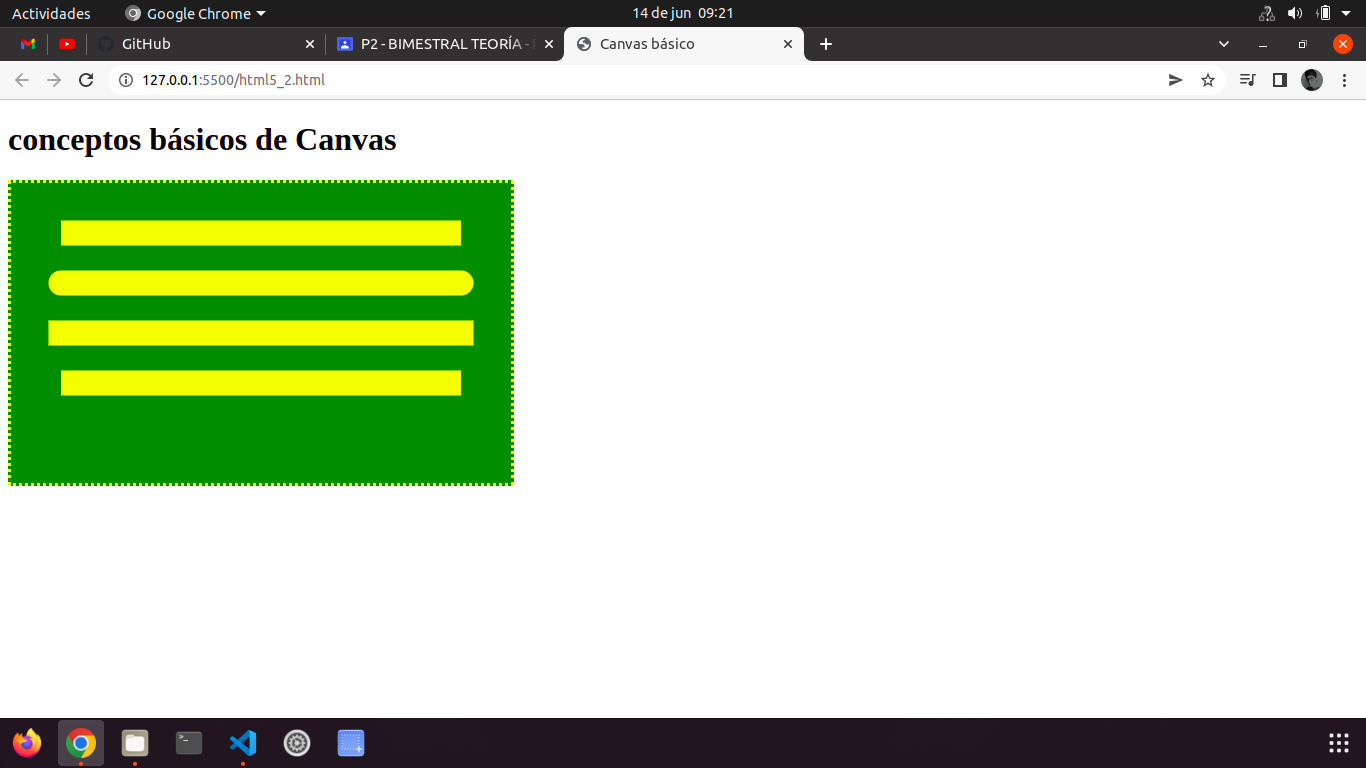 Actividades Google Chrome 14 de jun 09:21
GitHub P2 - BIMESTRAL TEORÍA - Canvas básico
127.0.0.1:5500/html5_2.html
conceptos básicos de Canvas